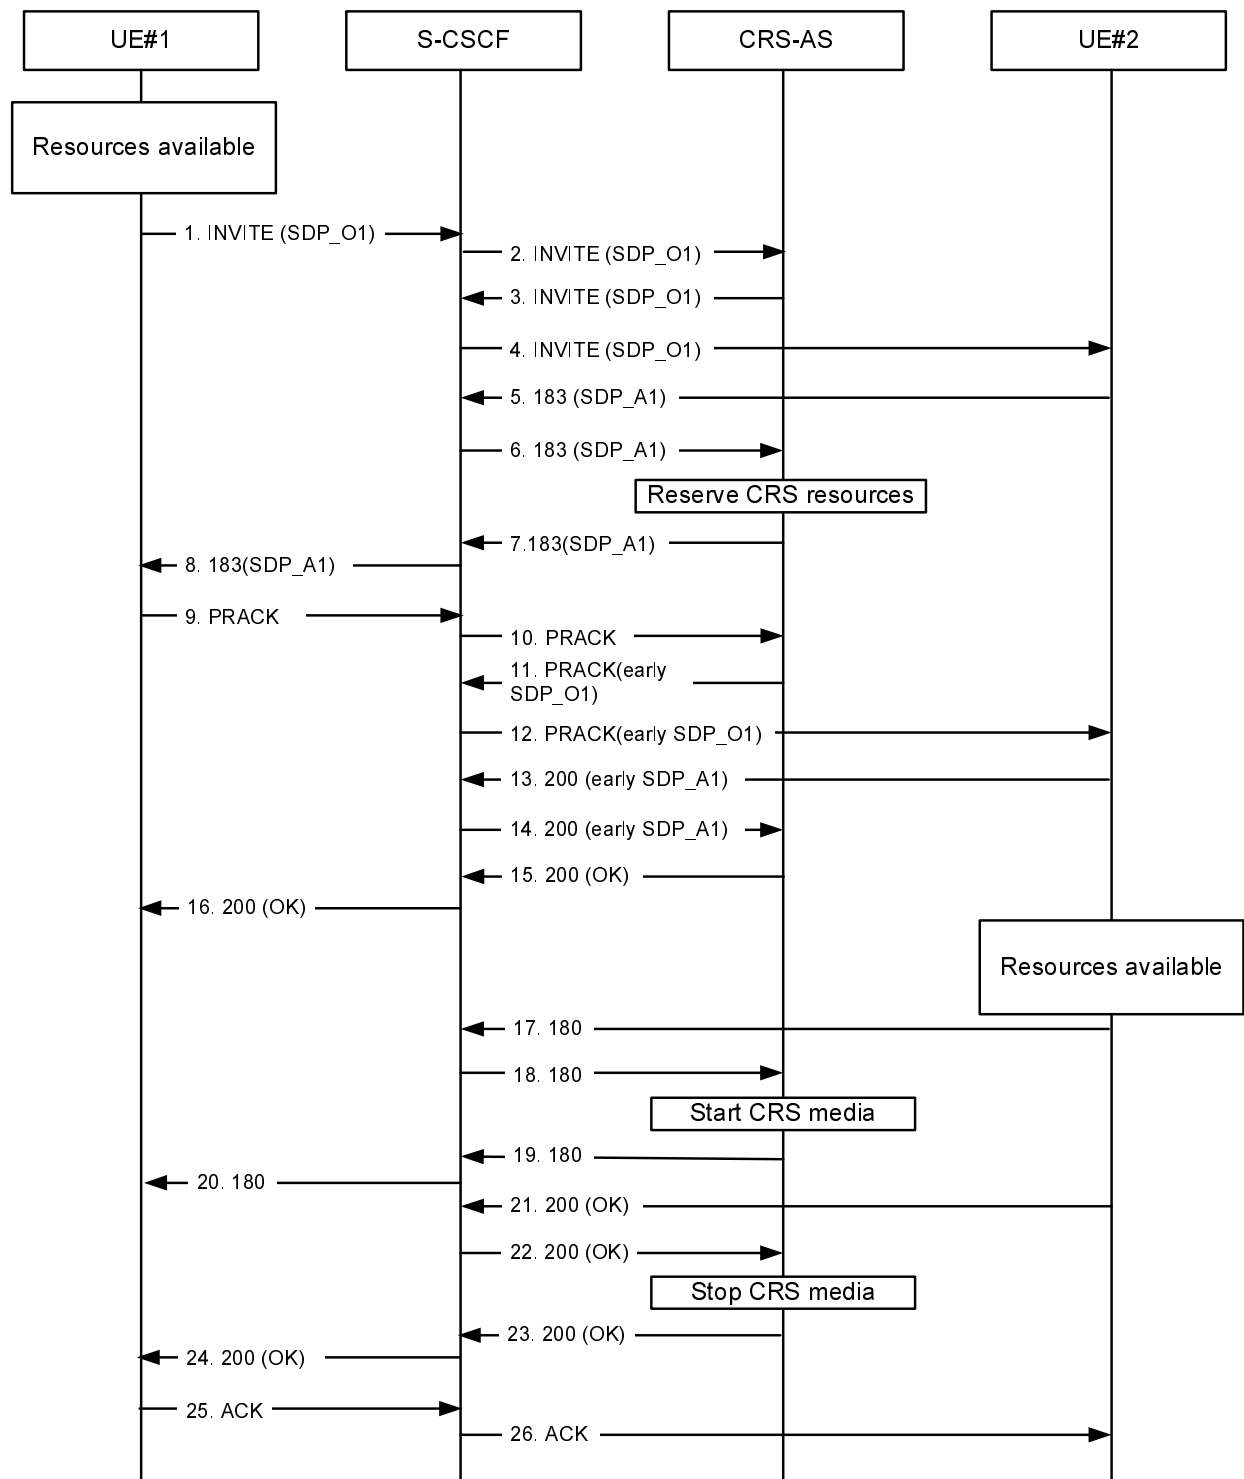 UE#1
S-CSCF
CRS-AS
UE#2
Resources available
1. INVITE (SDP_O1)
2. INVITE (SDP_O1)
3. INVITE (SDP_O1)
4. INVITE (SDP_O1)
5. 183 (SDP_A1)
6. 183 (SDP_A1)
Reserve CRS resources
7.183(SDP_A1)
8. 183(SDP_A1)
9. PRACK
10. PRACK
11. PRACK(early
SDP_O1)
12. PRACK(early SDP_O1)
13. 200 (early SDP_A1)
14. 200 (early SDP_A1)
15. 200 (OK)
16. 200 (OK)
Resources available
17. 180
18. 180
Start CRS media
19. 180
20. 180
21. 200 (OK)
22. 200 (OK)
Stop CRS media
23. 200 (OK)
24. 200 (OK)
25. ACK
26. ACK